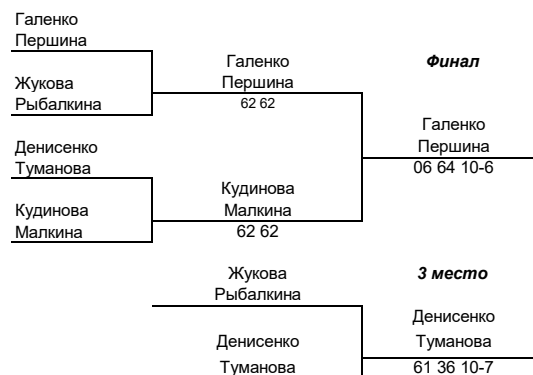 Галенко
Першина
Галенко
Финал
Жукова
Першина
Рыбалкина
62 62
Галенко
Денисенко
Першина
Туманова
06 64 10-6
Кудинова
Кудинова
Малкина
Малкина
62 62
Жукова
3 место
Рыбалкина
Денисенко
Денисенко
Туманова
Туманова
61 36 10-7